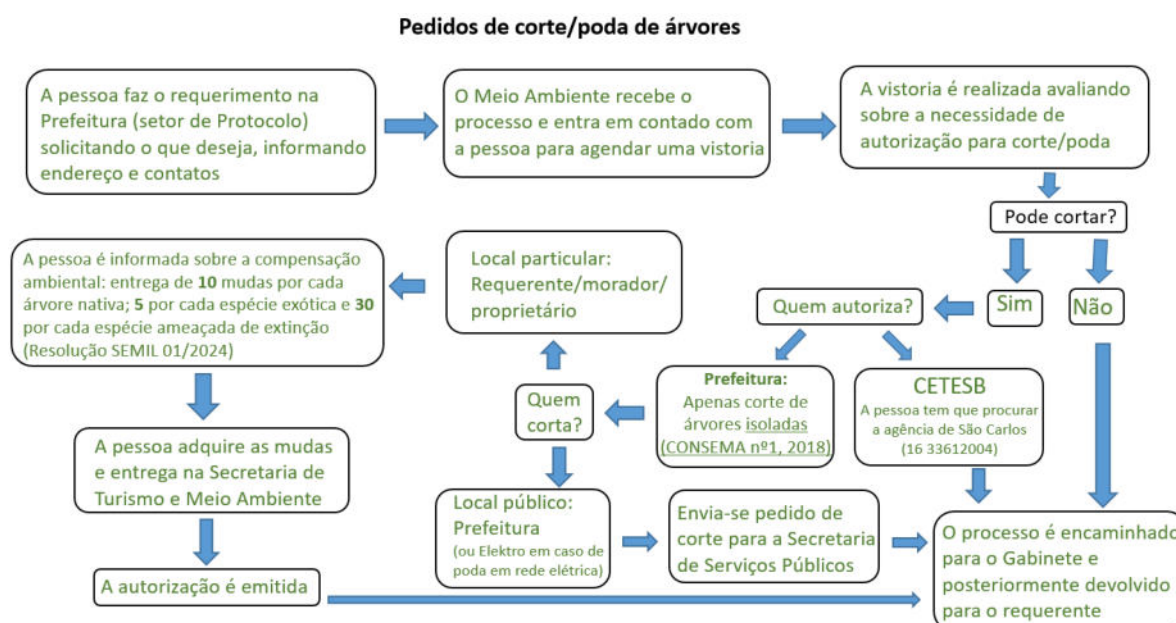 Pedidos de corte/poda de árvores
A pessoa faz o requerimento na
Prefeitura (setor de Protocolo)
solicitando o que deseja, informando
endereço e contatos
O Meio Ambiente recebe o
processo e entra em contado com
a pessoa para agendar uma vistoria
A vistoria é realizada avaliando
sobre a necessidade de
autorização para corte/poda
Pode cortar?
Sim
Não
Quem autoriza?
Prefeitura:
Apenas corte de
árvores isoladas
(CONSEMA nº1, 2018)
CETESB
A pessoa tem que procurar
a agência de São Carlos
(16 33612004)
Quem
corta?
Local particular:
Requerente/morador/
proprietário
A pessoa é informada sobre a compensação
ambiental: entrega de 10 mudas por cada
árvore nativa; 5 por cada espécie exótica e 30
por cada espécie ameaçada de extinção
(Resolução SEMIL 01/2024)
A pessoa adquire as mudas
e entrega na Secretaria de
Turismo e Meio Ambiente
A autorização é emitida
Local público:
Prefeitura
(ou Elektro em caso de
poda em rede elétrica)
Envia-se pedido de
corte para a Secretaria
de Serviços Públicos
O processo é encaminhado
para o Gabinete e
posteriormente devolvido
para o requerente